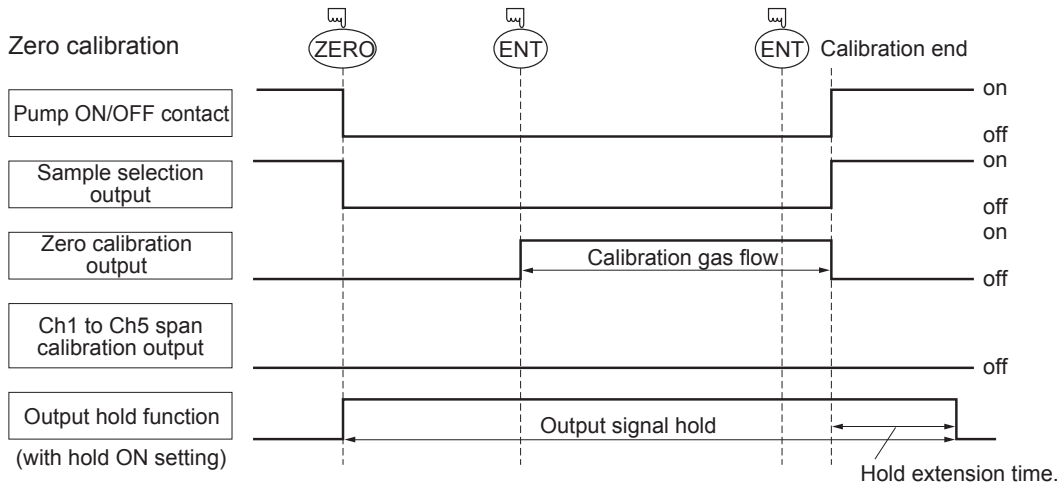 Zero calibration
ZERO
ENT
ENT
Calibration end
Pump ON/OFF contact
on
off
Sample selection
output
on
off
Zero calibration
output
Calibration gas flow
on
off
Ch1 to Ch5 span
calibration output
off
Output hold function
(with hold ON setting)
Output signal hold
Hold extension time.